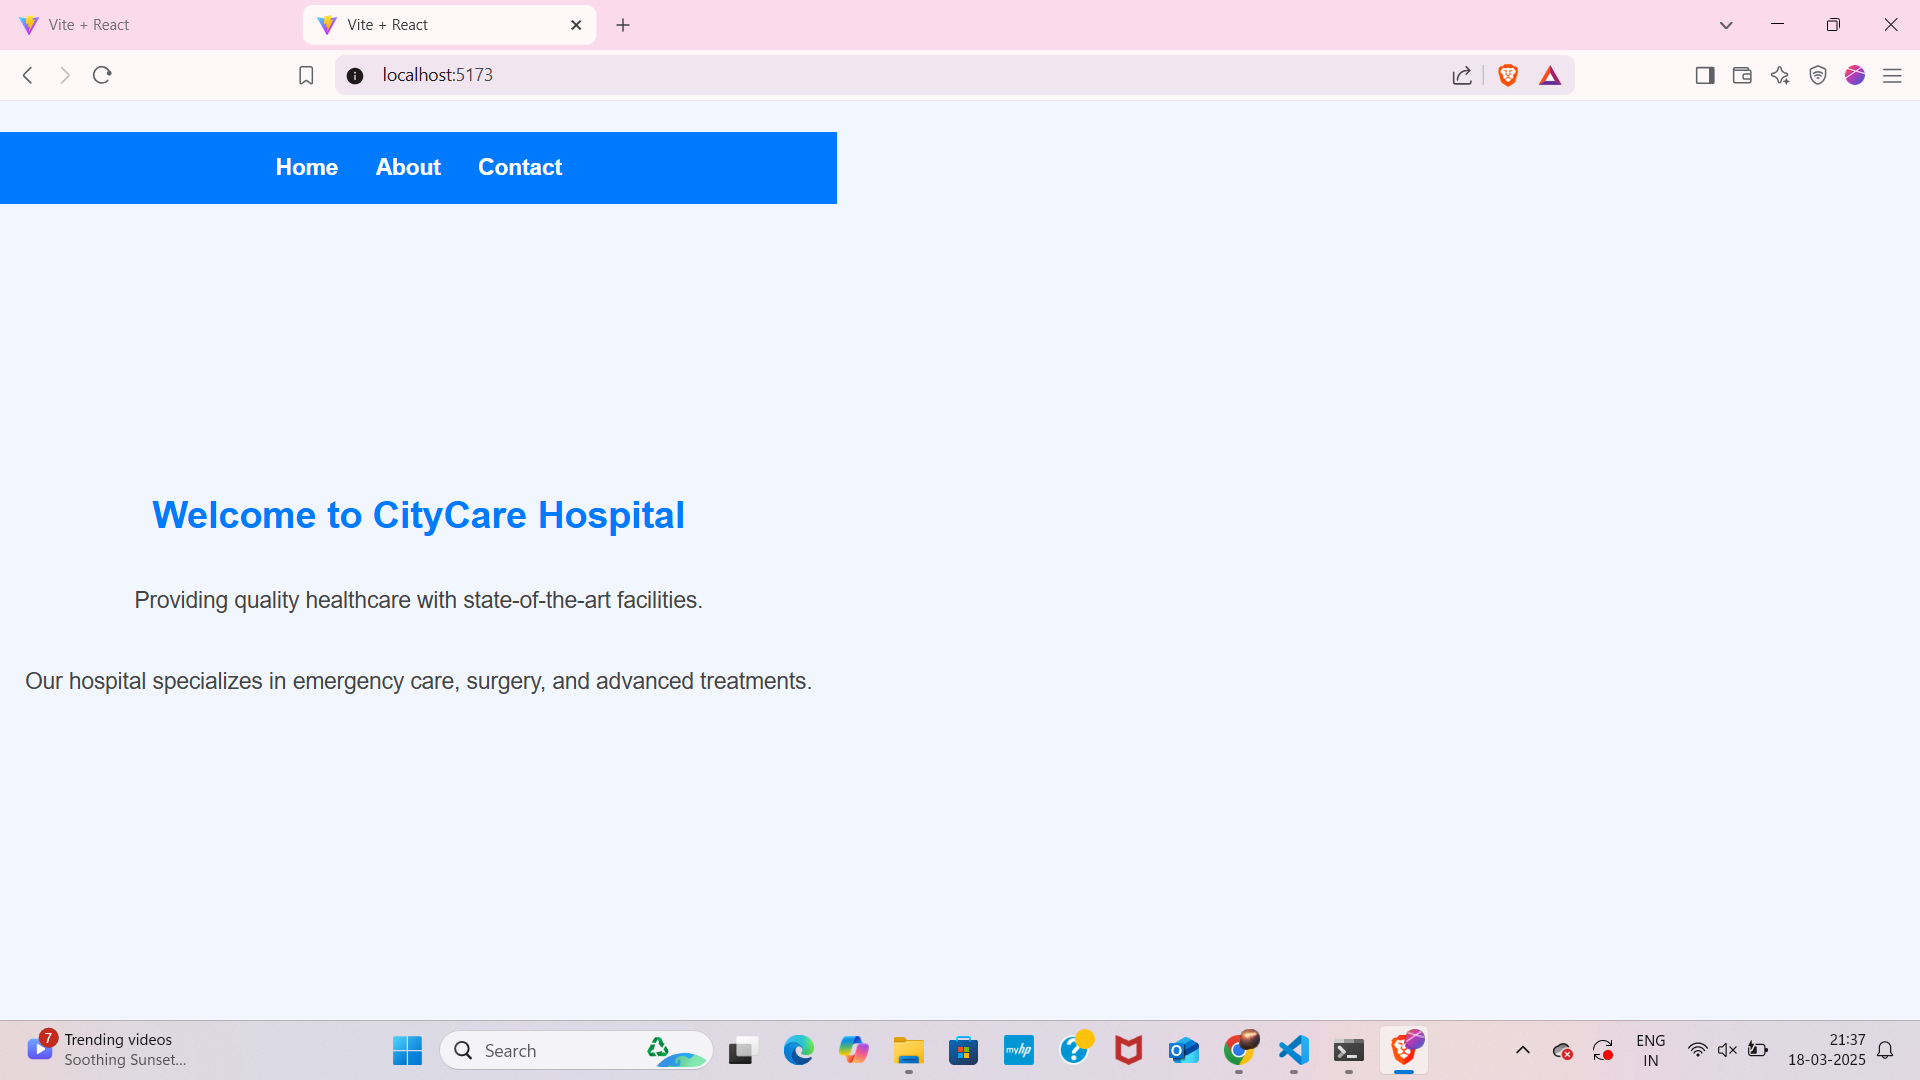 Vite + React
Vite + React
localhost:5173
Home About Contact
Welcome to CityCare Hospital
Providing quality healthcare with state-of-the-art facilities.
Our hospital specializes in emergency care, surgery, and advanced treatments.
7
Trending videos
Soothing Sunset...
Search
myhp
ENG
IN
21:37
18-03-2025